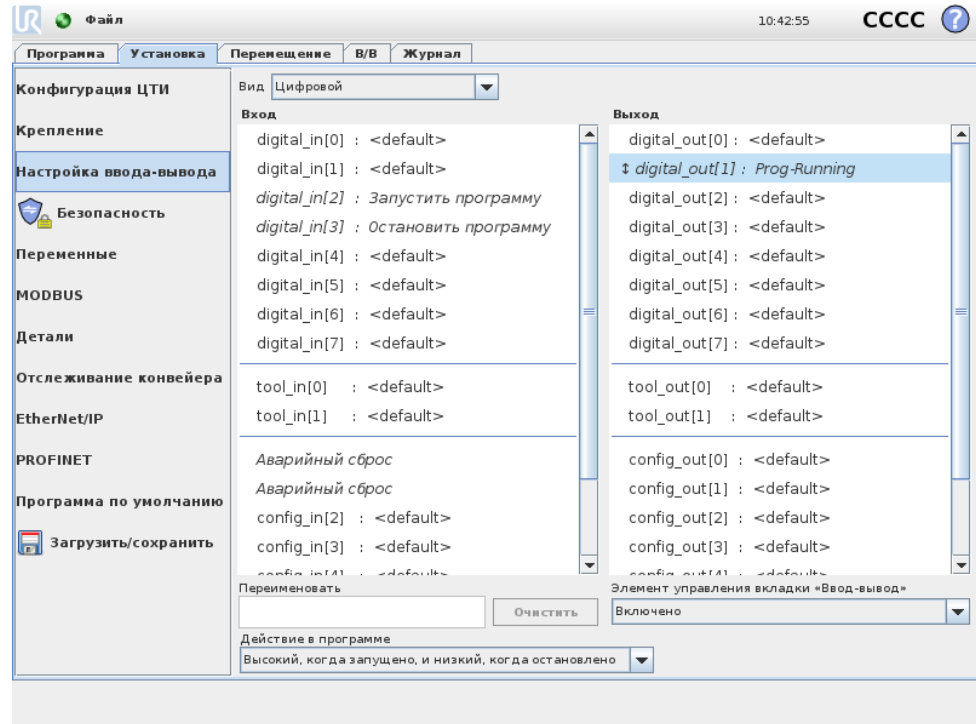 UR Файл 10:42:55 CCCC ?
Программа Установка Перемещение В/В Журнал
Конфигурация ЦТИ
Крепление
Настройка ввода-вывода
Безопасность
Переменные
MODBUS
Детали
Отслеживание конвейера
EtherNet/IP
PROFINET
Программа по умолчанию
Загрузить/сохранить
Вид Цифровой
Вход
digital_in[0] : <default>
digital_in[1] : <default>
digital_in[2] : Запустить программу
digital_in[3] : Остановить программу
digital_in[4] : <default>
digital_in[5] : <default>
digital_in[6] : <default>
digital_in[7] : <default>
tool_in[0] : <default>
tool_in[1] : <default>
Аварийный сброс
Аварийный сброс
config_in[2] : <default>
config_in[3] : <default>
config_in[4] : <default>
Выход
digital_out[0] : <default>
↕ digital_out[1] : Prog-Running
digital_out[2] : <default>
digital_out[3] : <default>
digital_out[4] : <default>
digital_out[5] : <default>
digital_out[6] : <default>
digital_out[7] : <default>
tool_out[0] : <default>
tool_out[1] : <default>
config_out[0] : <default>
config_out[1] : <default>
config_out[2] : <default>
config_out[3] : <default>
config_out[4] : <default>
Переименовать
Очистить
Элемент управления вкладки «Ввод-вывод»
Включено
Действие в программе
Высокий, когда запущено, и низкий, когда остановлено